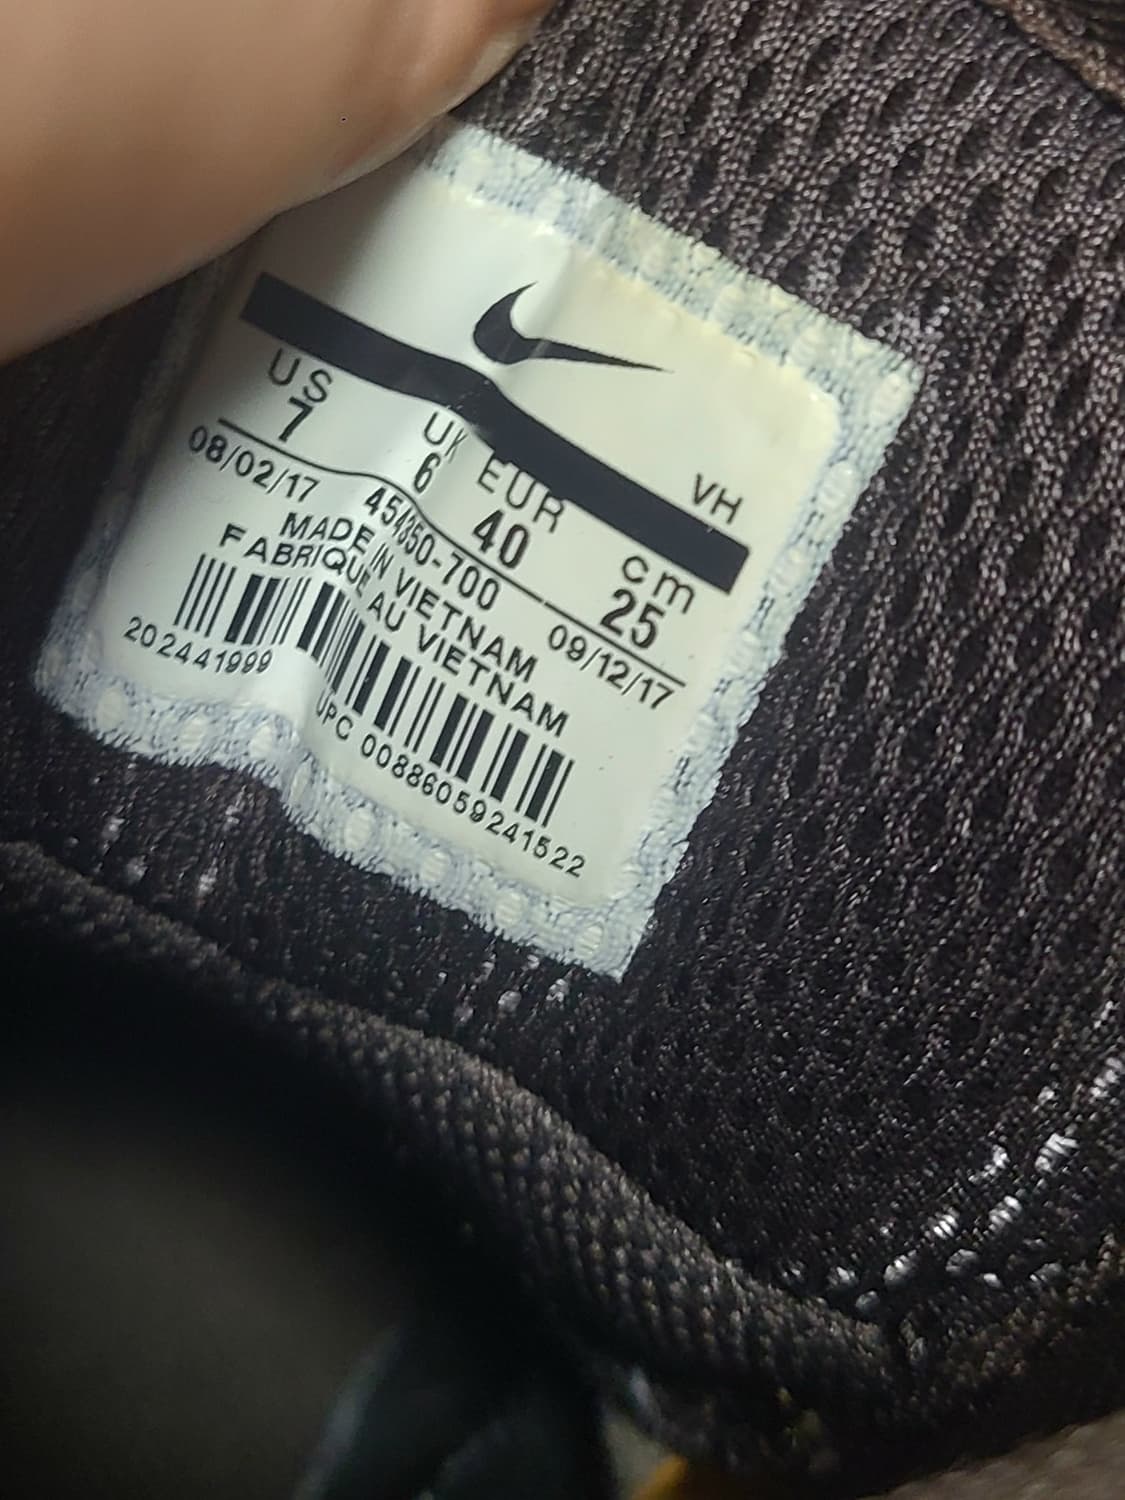 VH
US UK EUR cm
7 6 40 25
08/02/17 454350-700 09/12/17
MADE IN VIETNAM
FABRIQUE AU VIETNAM
202441999 UPC 00886059241522